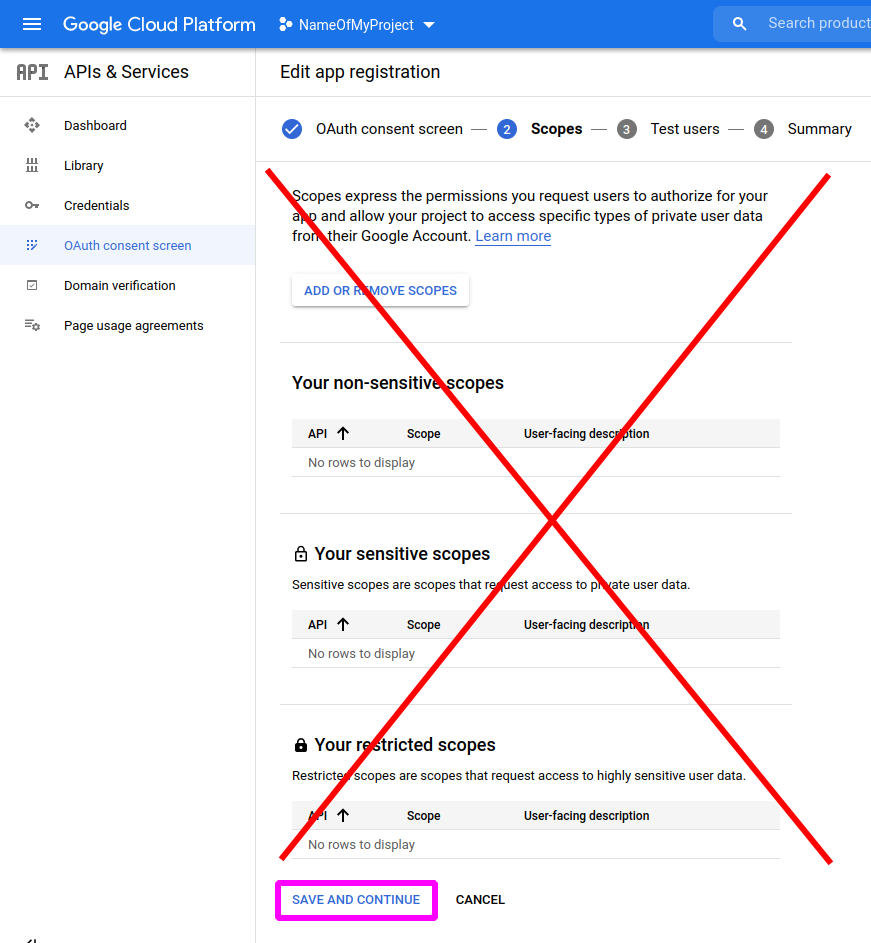 Google Cloud Platform
NameOfMyProject
Search product
API
APIs & Services
Dashboard
Library
Credentials
OAuth consent screen
Domain verification
Page usage agreements
Edit app registration
OAuth consent screen — 2 Scopes — 3 Test users — 4 Summary
Scopes express the permissions you request users to authorize for your
app and allow your project to access specific types of private user data
from their Google Account. Learn more
ADD OR REMOVE SCOPES
Your non-sensitive scopes
API Scope User-facing description
No rows to display
Your sensitive scopes
Sensitive scopes are scopes that request access to private user data.
API Scope User-facing description
No rows to display
Your restricted scopes
Restricted scopes are scopes that request access to highly sensitive user data.
API Scope User-facing description
No rows to display
SAVE AND CONTINUE CANCEL